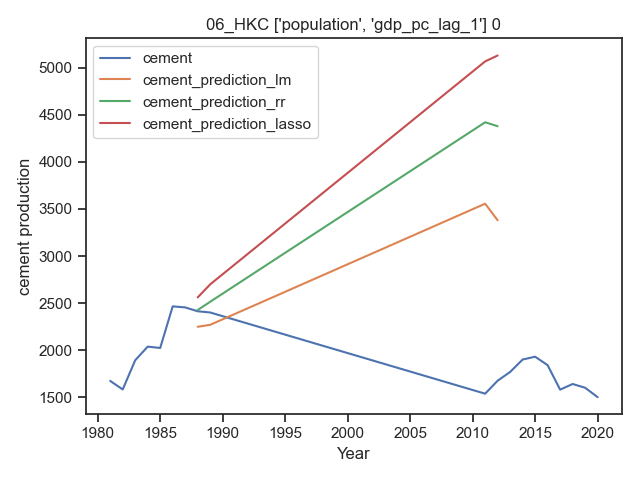 06_HKC ['population', 'gdp_pc_lag_1'] 0
cement
cement_prediction_lm
cement_prediction_rr
cement_prediction_lasso
cement production
5000
4500
4000
3500
3000
2500
2000
1500
1980 1985 1990 1995 2000 2005 2010 2015 2020
Year